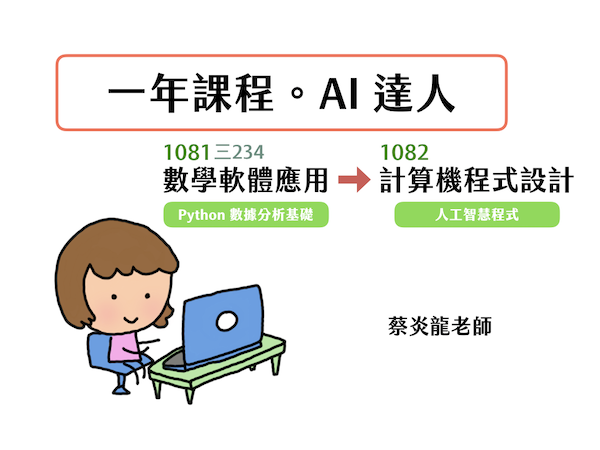 一年課程。AI 達人
1081 三234
數學軟體應用
Python 數據分析基礎
1082
計算機程式設計
人工智慧程式
蔡炎龍老師